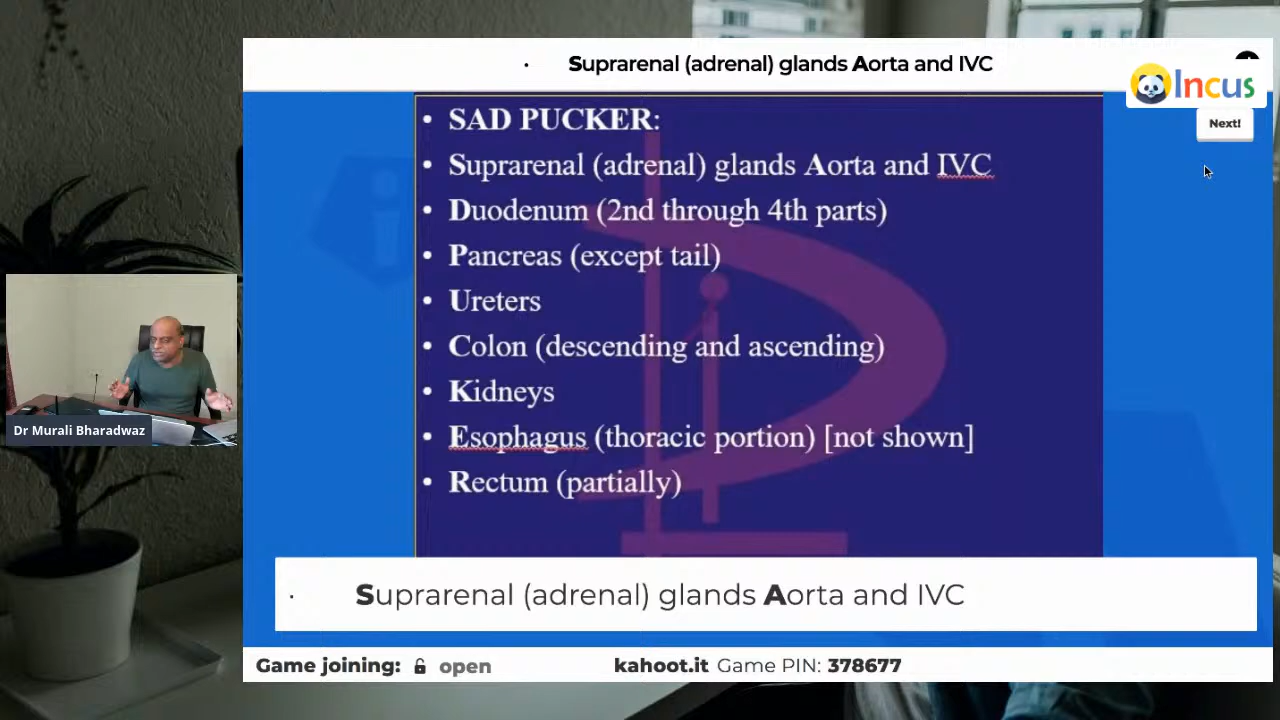 · Suprarenal (adrenal) glands Aorta and IVC
Incus
Next!
• SAD PUCKER:
• Suprarenal (adrenal) glands Aorta and IVC
• Duodenum (2nd through 4th parts)
• Pancreas (except tail)
• Ureters
• Colon (descending and ascending)
• Kidneys
• Esophagus (thoracic portion) [not shown]
• Rectum (partially)
Dr Murali Bharadwaz
· Suprarenal (adrenal) glands Aorta and IVC
Game joining: open
kahoot.it Game PIN: 378677